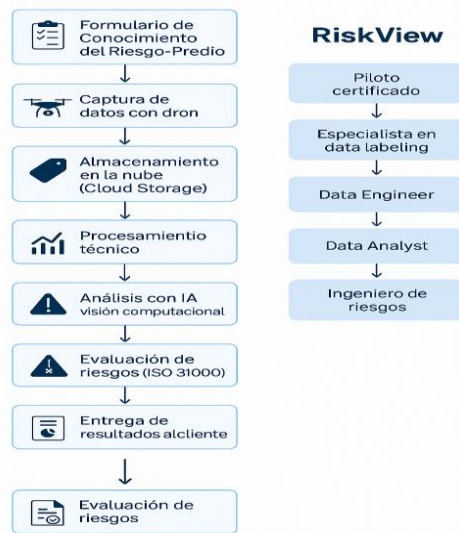 Formulario de
Conocimiento
del Riesgo-Predio
Captura de
datos con dron
Almacenamiento
en la nube
(Cloud Storage)
Procesamiento
técnico
Análisis con IA
visión computacional
Evaluación de
riesgos (ISO 31000)
Entrega de
resultados alcliente
Evaluación de
riesgos
RiskView
Piloto
certificado
Especialista en
data labeling
Data Engineer
Data Analyst
Ingeniero de
riesgos